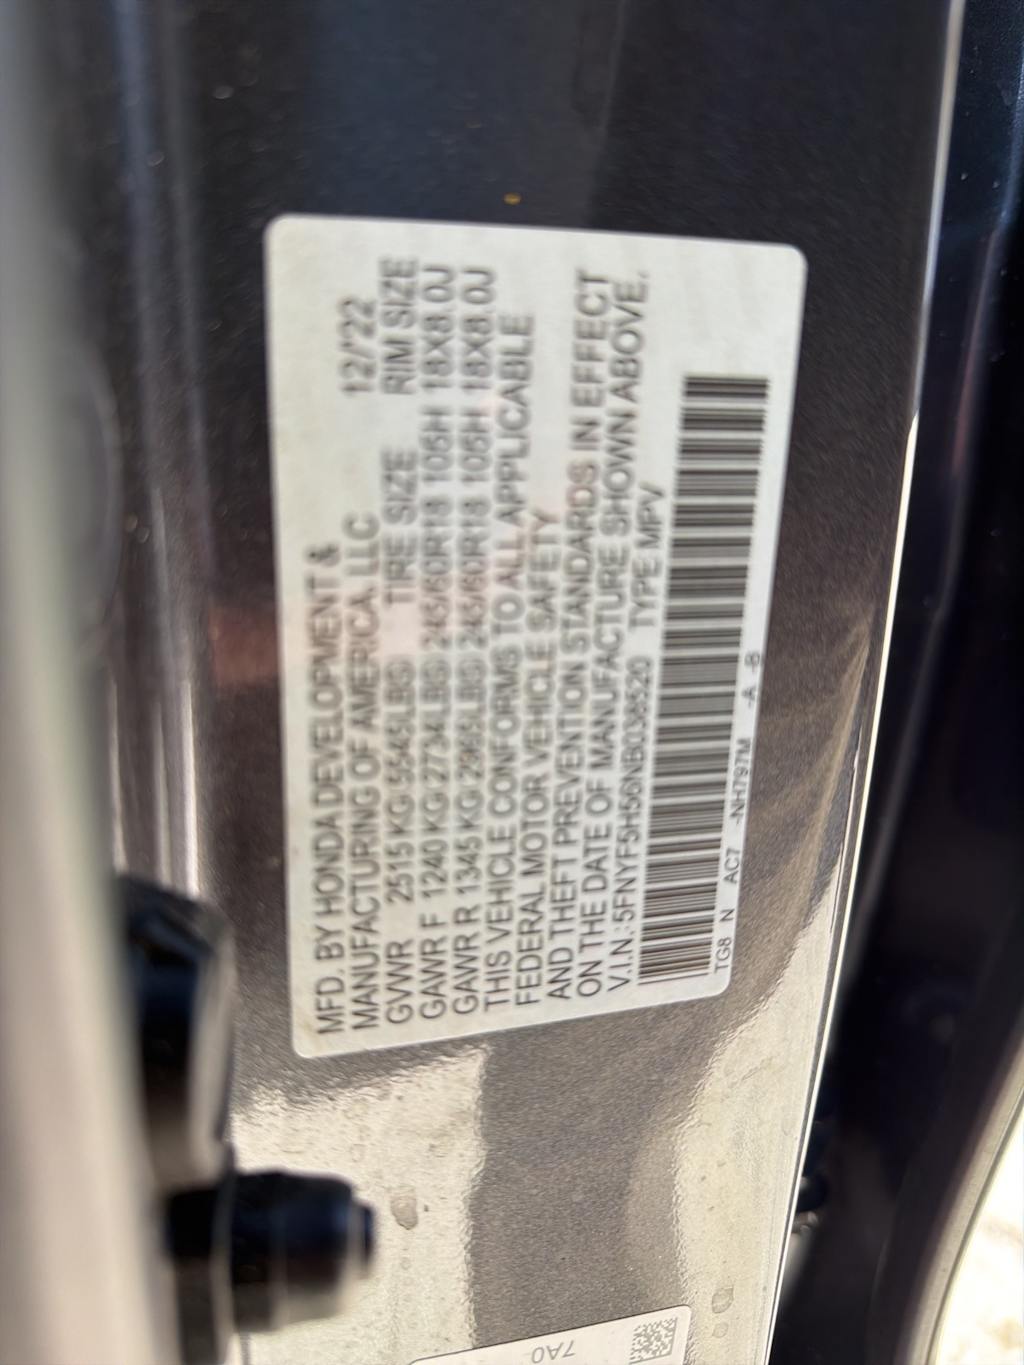 MFD. BY HONDA DEVELOPMENT &
MANUFACTURING OF AMERICA, LLC 12/'22
GVWR 2515 KG(5545LBS) TIRE SIZE RIM SIZE
GAWR F 1240 KG(2734LBS) 245/60R18 105H 18X8.0J
GAWR R 1345 KG(2965LBS) 245/60R18 105H 18X8.0J
THIS VEHICLE CONFORMS TO ALL APPLICABLE
FEDERAL MOTOR VEHICLE SAFETY
AND THEFT PREVENTION STANDARDS IN EFFECT
ON THE DATE OF MANUFACTURE SHOWN ABOVE.
V.I.N.:5FNYF5H56NB036520 TYPE:MPV
TG8 N AC7 -NH797M -A -B
7A0